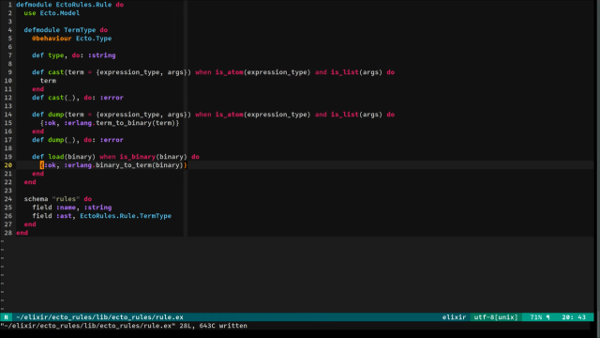 1 defmodule EctoRules.Rule do
2 use Ecto.Model
3
4 defmodule TermType do
5 @behaviour Ecto.Type
6
7 def type, do: :string
8
9 def cast(term = {expression_type, args}) when is_atom(expression_type) and is_list(args) do
10 term
11 end
12 def cast(_), do: :error
13
14 def dump(term = {expression_type, args}) when is_atom(expression_type) and is_list(args) do
15 {:ok, :erlang.term_to_binary(term)}
16 end
17 def dump(_), do: :error
18
19 def load(binary) when is_binary(binary) do
20 {:ok, :erlang.binary_to_term(binary)}
21 end
22 end
23
24 schema "rules" do
25 field :name, :string
26 field :ast, EctoRules.Rule.TermType
27 end
28 end
~
~
~
~
~
~
~
~
~
N ~/elixir/ecto_rules/lib/ecto_rules/rule.ex elixir utf-8[unix] 71% ¶ 20: 43
"~/elixir/ecto_rules/lib/ecto_rules/rule.ex" 28L, 643C written